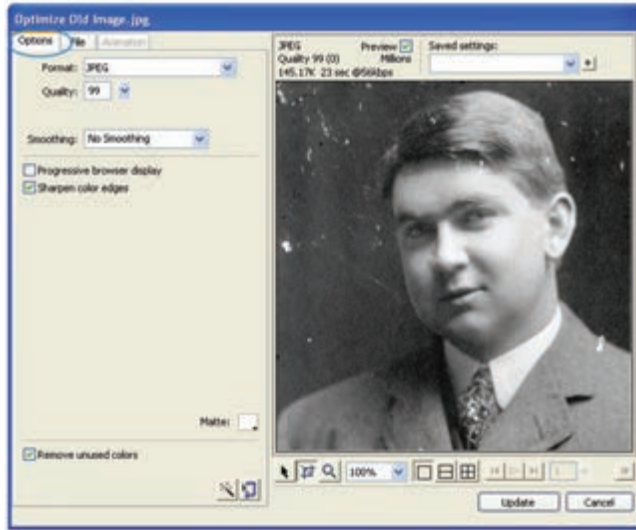 Optimize Old Image.jpg
Options File Animation
Format: JPEG
Quality: 99
Smoothing: No Smoothing
Progressive browser display
Sharpen color edges
Matte:
Remove unused colors
JPEG Preview
Quality 99 (0) Millions
145.17K 23 sec @56kbps
Saved settings:
100%
1
Update Cancel